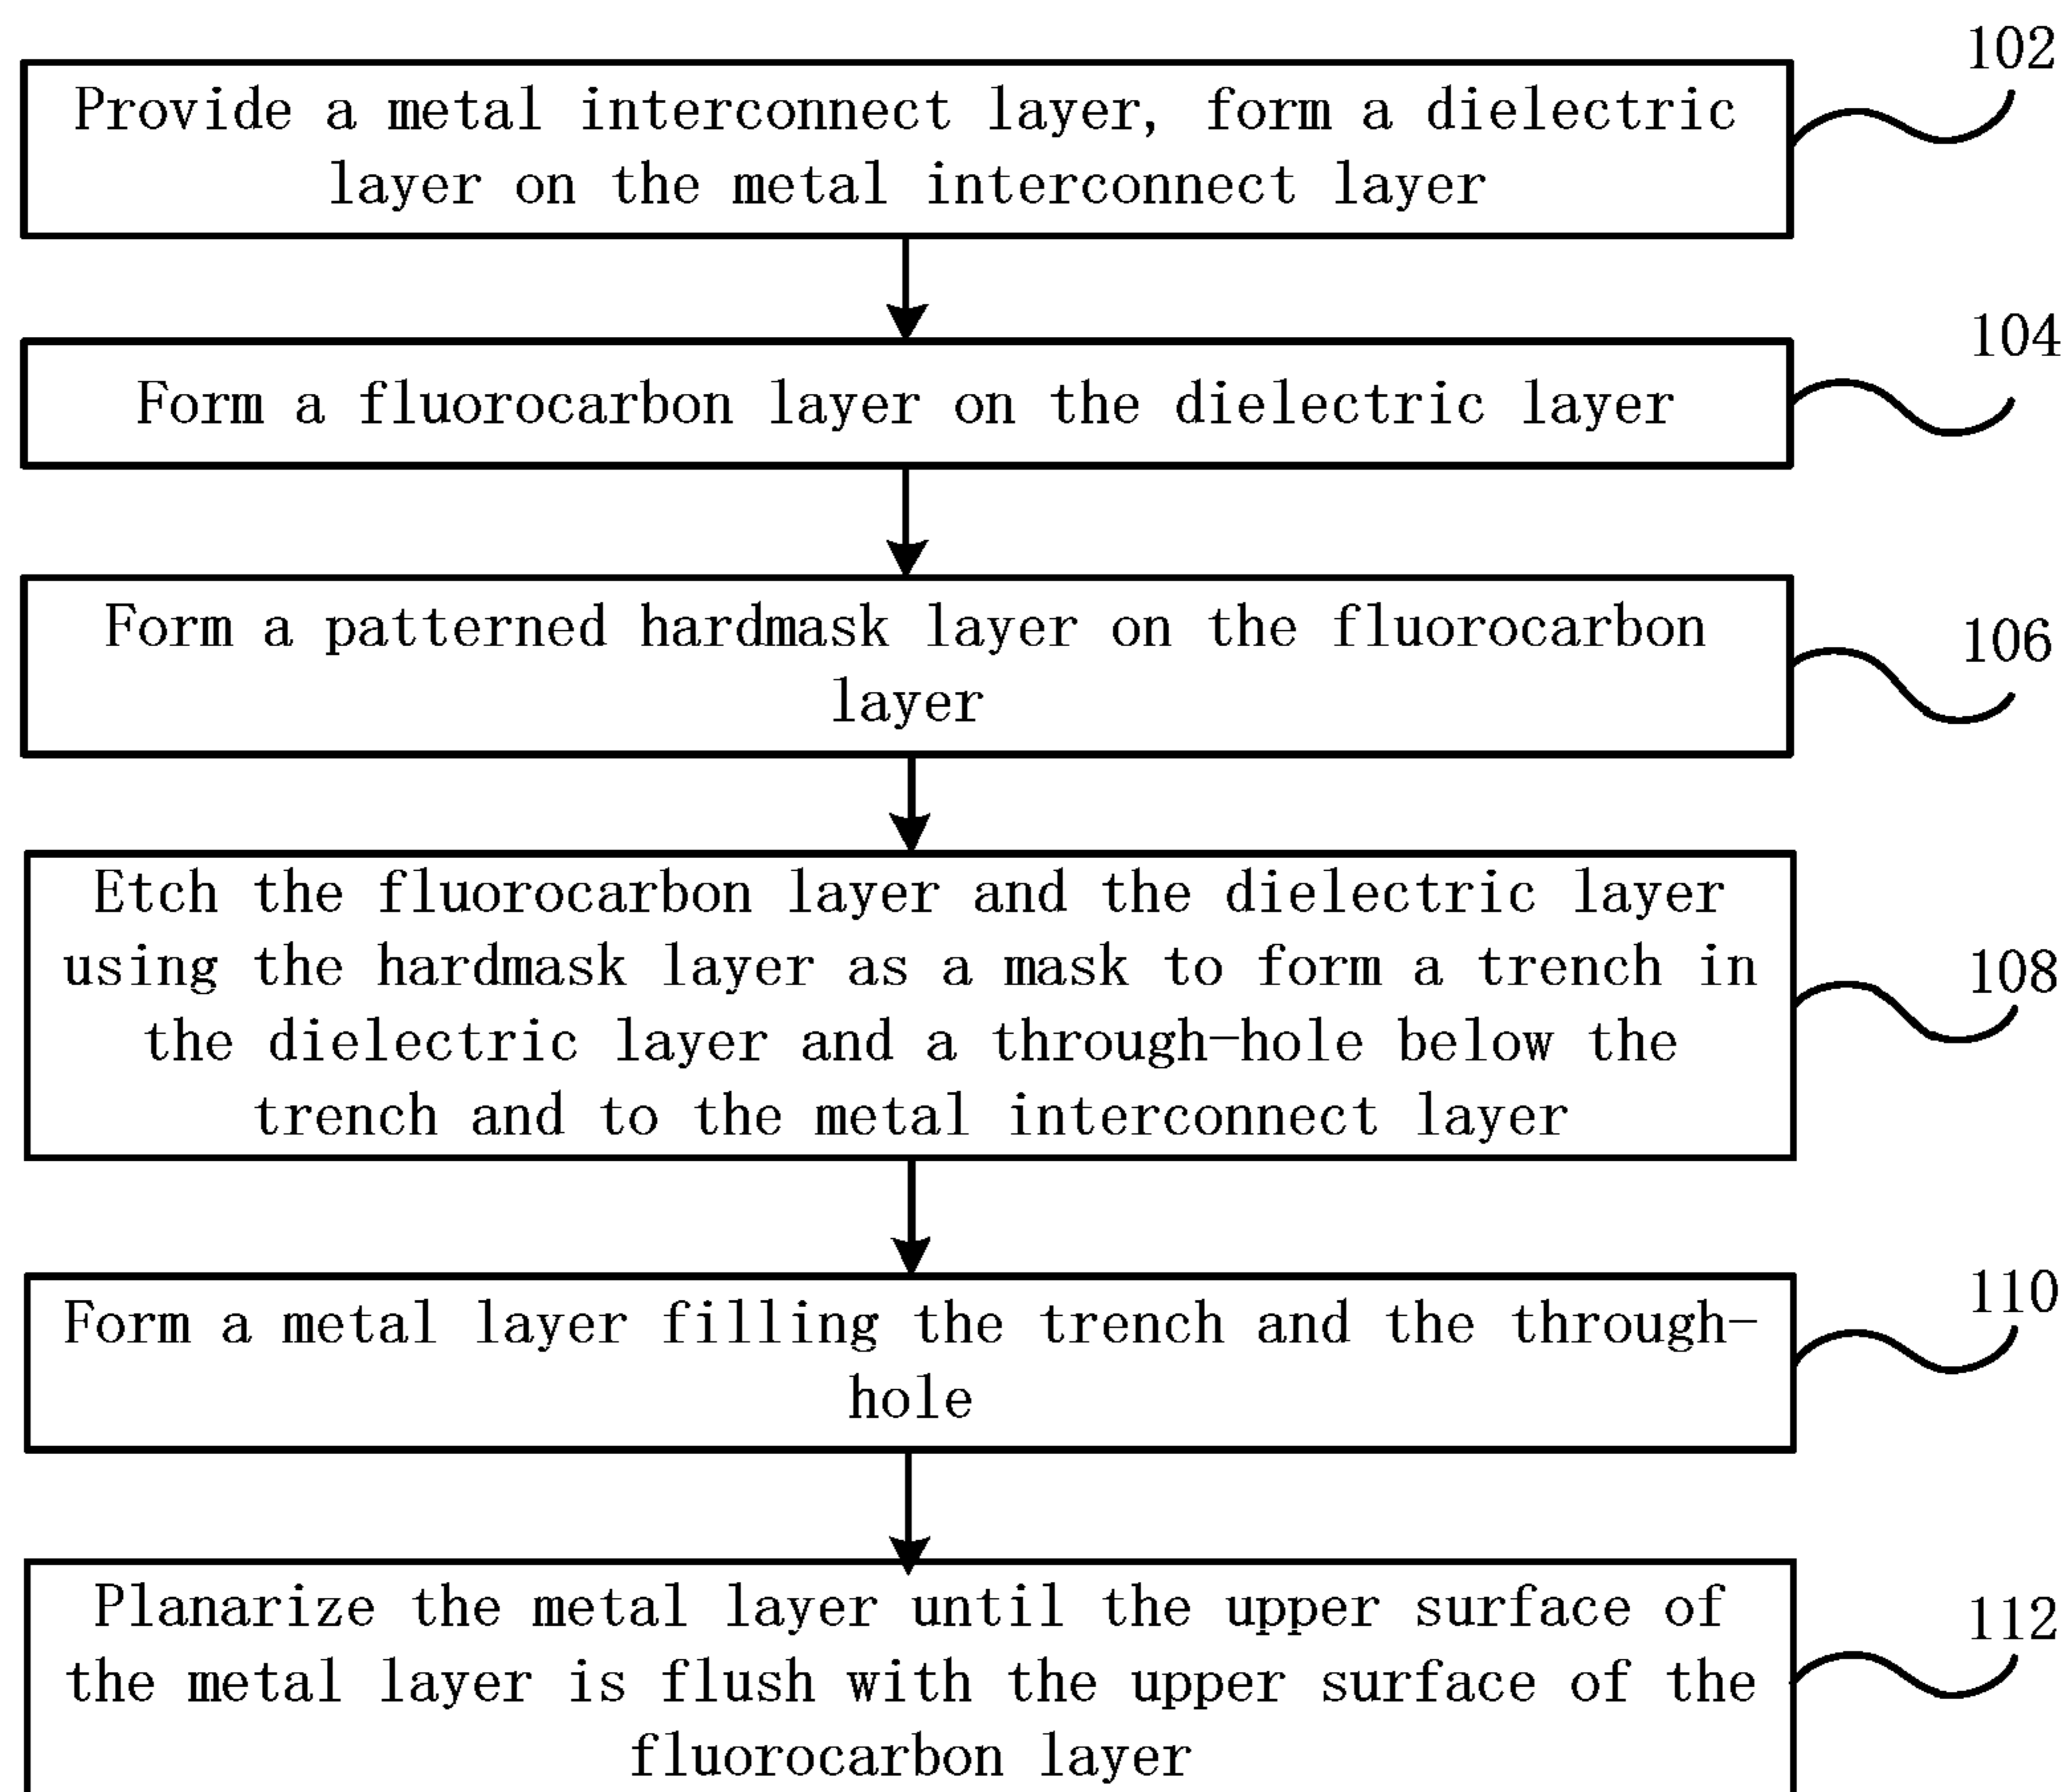 102
Provide a metal interconnect layer, form a dielectric
layer on the metal interconnect layer
104
Form a fluorocarbon layer on the dielectric layer
106
Form a patterned hardmask layer on the fluorocarbon
layer
108
Etch the fluorocarbon layer and the dielectric layer
using the hardmask layer as a mask to form a trench in
the dielectric layer and a through-hole below the
trench and to the metal interconnect layer
110
Form a metal layer filling the trench and the through-
hole
112
Planarize the metal layer until the upper surface of
the metal layer is flush with the upper surface of the
fluorocarbon layer